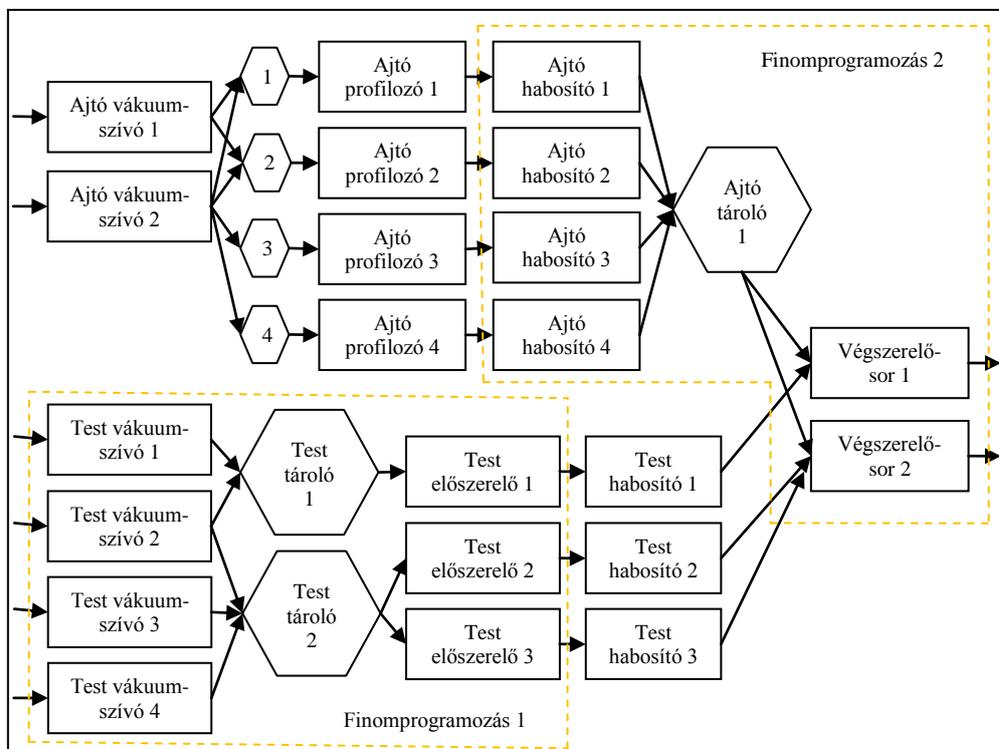 Finomprogramozás 2
Ajtó vákuum-
szívó 1
Ajtó vákuum-
szívó 2
1
2
3
4
Ajtó
profilozó 1
Ajtó
profilozó 2
Ajtó
profilozó 3
Ajtó
profilozó 4
Ajtó
habosító 1
Ajtó
habosító 2
Ajtó
habosító 3
Ajtó
habosító 4
Ajtó
tároló
1
Végszerelő-
sor 1
Végszerelő-
sor 2
Test vákuum-
szívó 1
Test vákuum-
szívó 2
Test vákuum-
szívó 3
Test vákuum-
szívó 4
Test
tároló
1
Test
tároló
2
Test
előszerelő 1
Test
előszerelő 2
Test
előszerelő 3
Test
habosító 1
Test
habosító 2
Test
habosító 3
Finomprogramozás 1